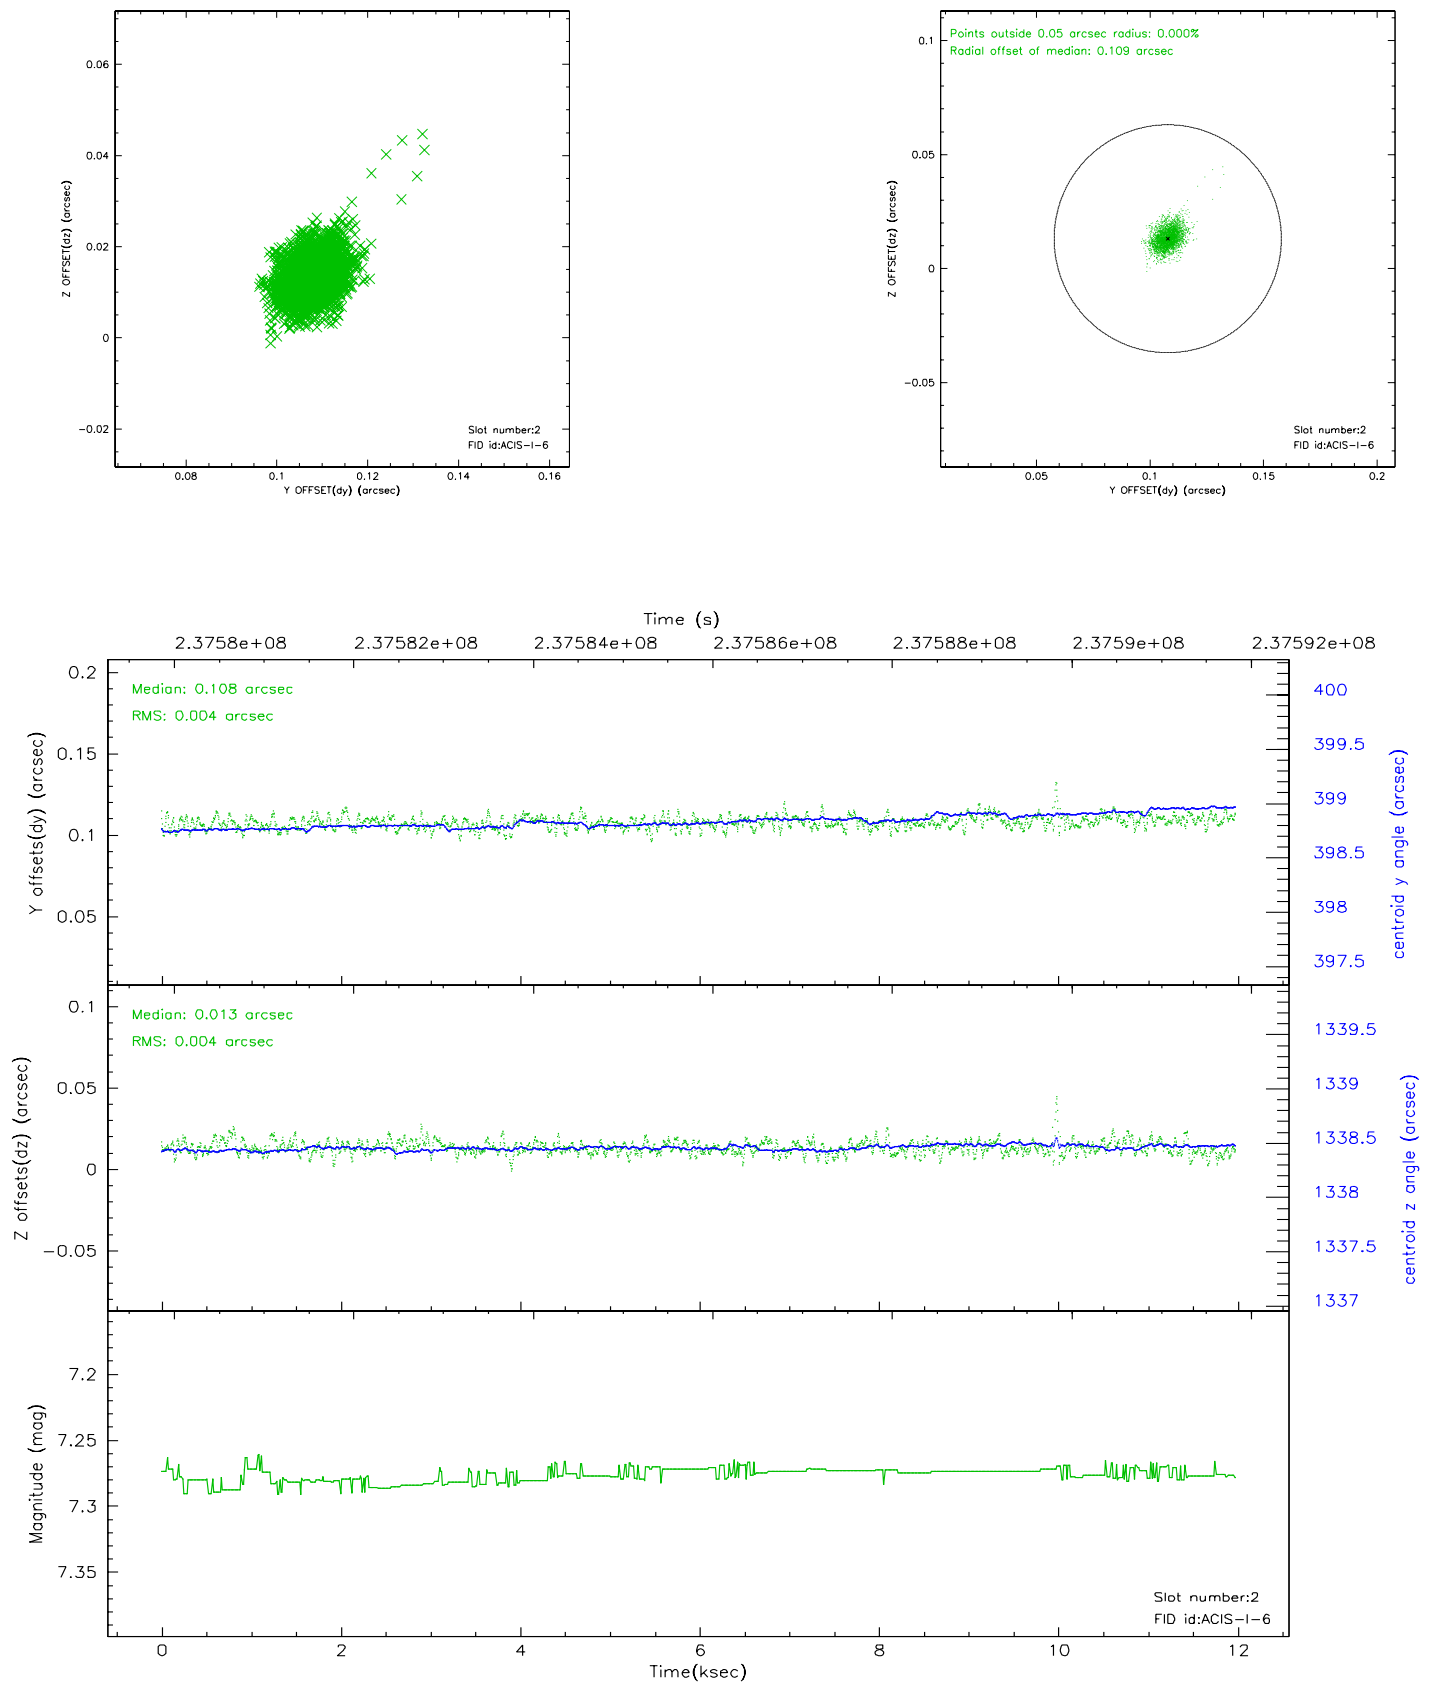 0.06
0.04
0.02
0
−0.02
Z OFFSET(dz) (arcsec)
Slot number:2
FID id:ACIS−I−6
0.08 0.1 0.12 0.14 0.16
Y OFFSET(dy) (arcsec)
Points outside 0.05 arcsec radius: 0.000%
Radial offset of median: 0.109 arcsec
0.1
0.05
0
−0.05
Z OFFSET(dz) (arcsec)
Slot number:2
FID id:ACIS−I−6
0.05 0.1 0.15 0.2
Y OFFSET(dy) (arcsec)
Time (s)
2.3758e+08 2.37582e+08 2.37584e+08 2.37586e+08 2.37588e+08 2.3759e+08 2.37592e+08
Median: 0.108 arcsec
RMS: 0.004 arcsec
0.2
0.15
0.1
0.05
Y offsets(dy) (arcsec)
400
399.5
399
398.5
398
397.5
centroid y angle (arcsec)
Median: 0.013 arcsec
RMS: 0.004 arcsec
0.1
0.05
0
−0.05
Z offsets(dz) (arcsec)
1339.5
1339
1338.5
1338
1337.5
1337
centroid z angle (arcsec)
7.2
7.25
7.3
7.35
Magnitude (mag)
Slot number:2
FID id:ACIS−I−6
0 2 4 6 8 10 12
Time(ksec)